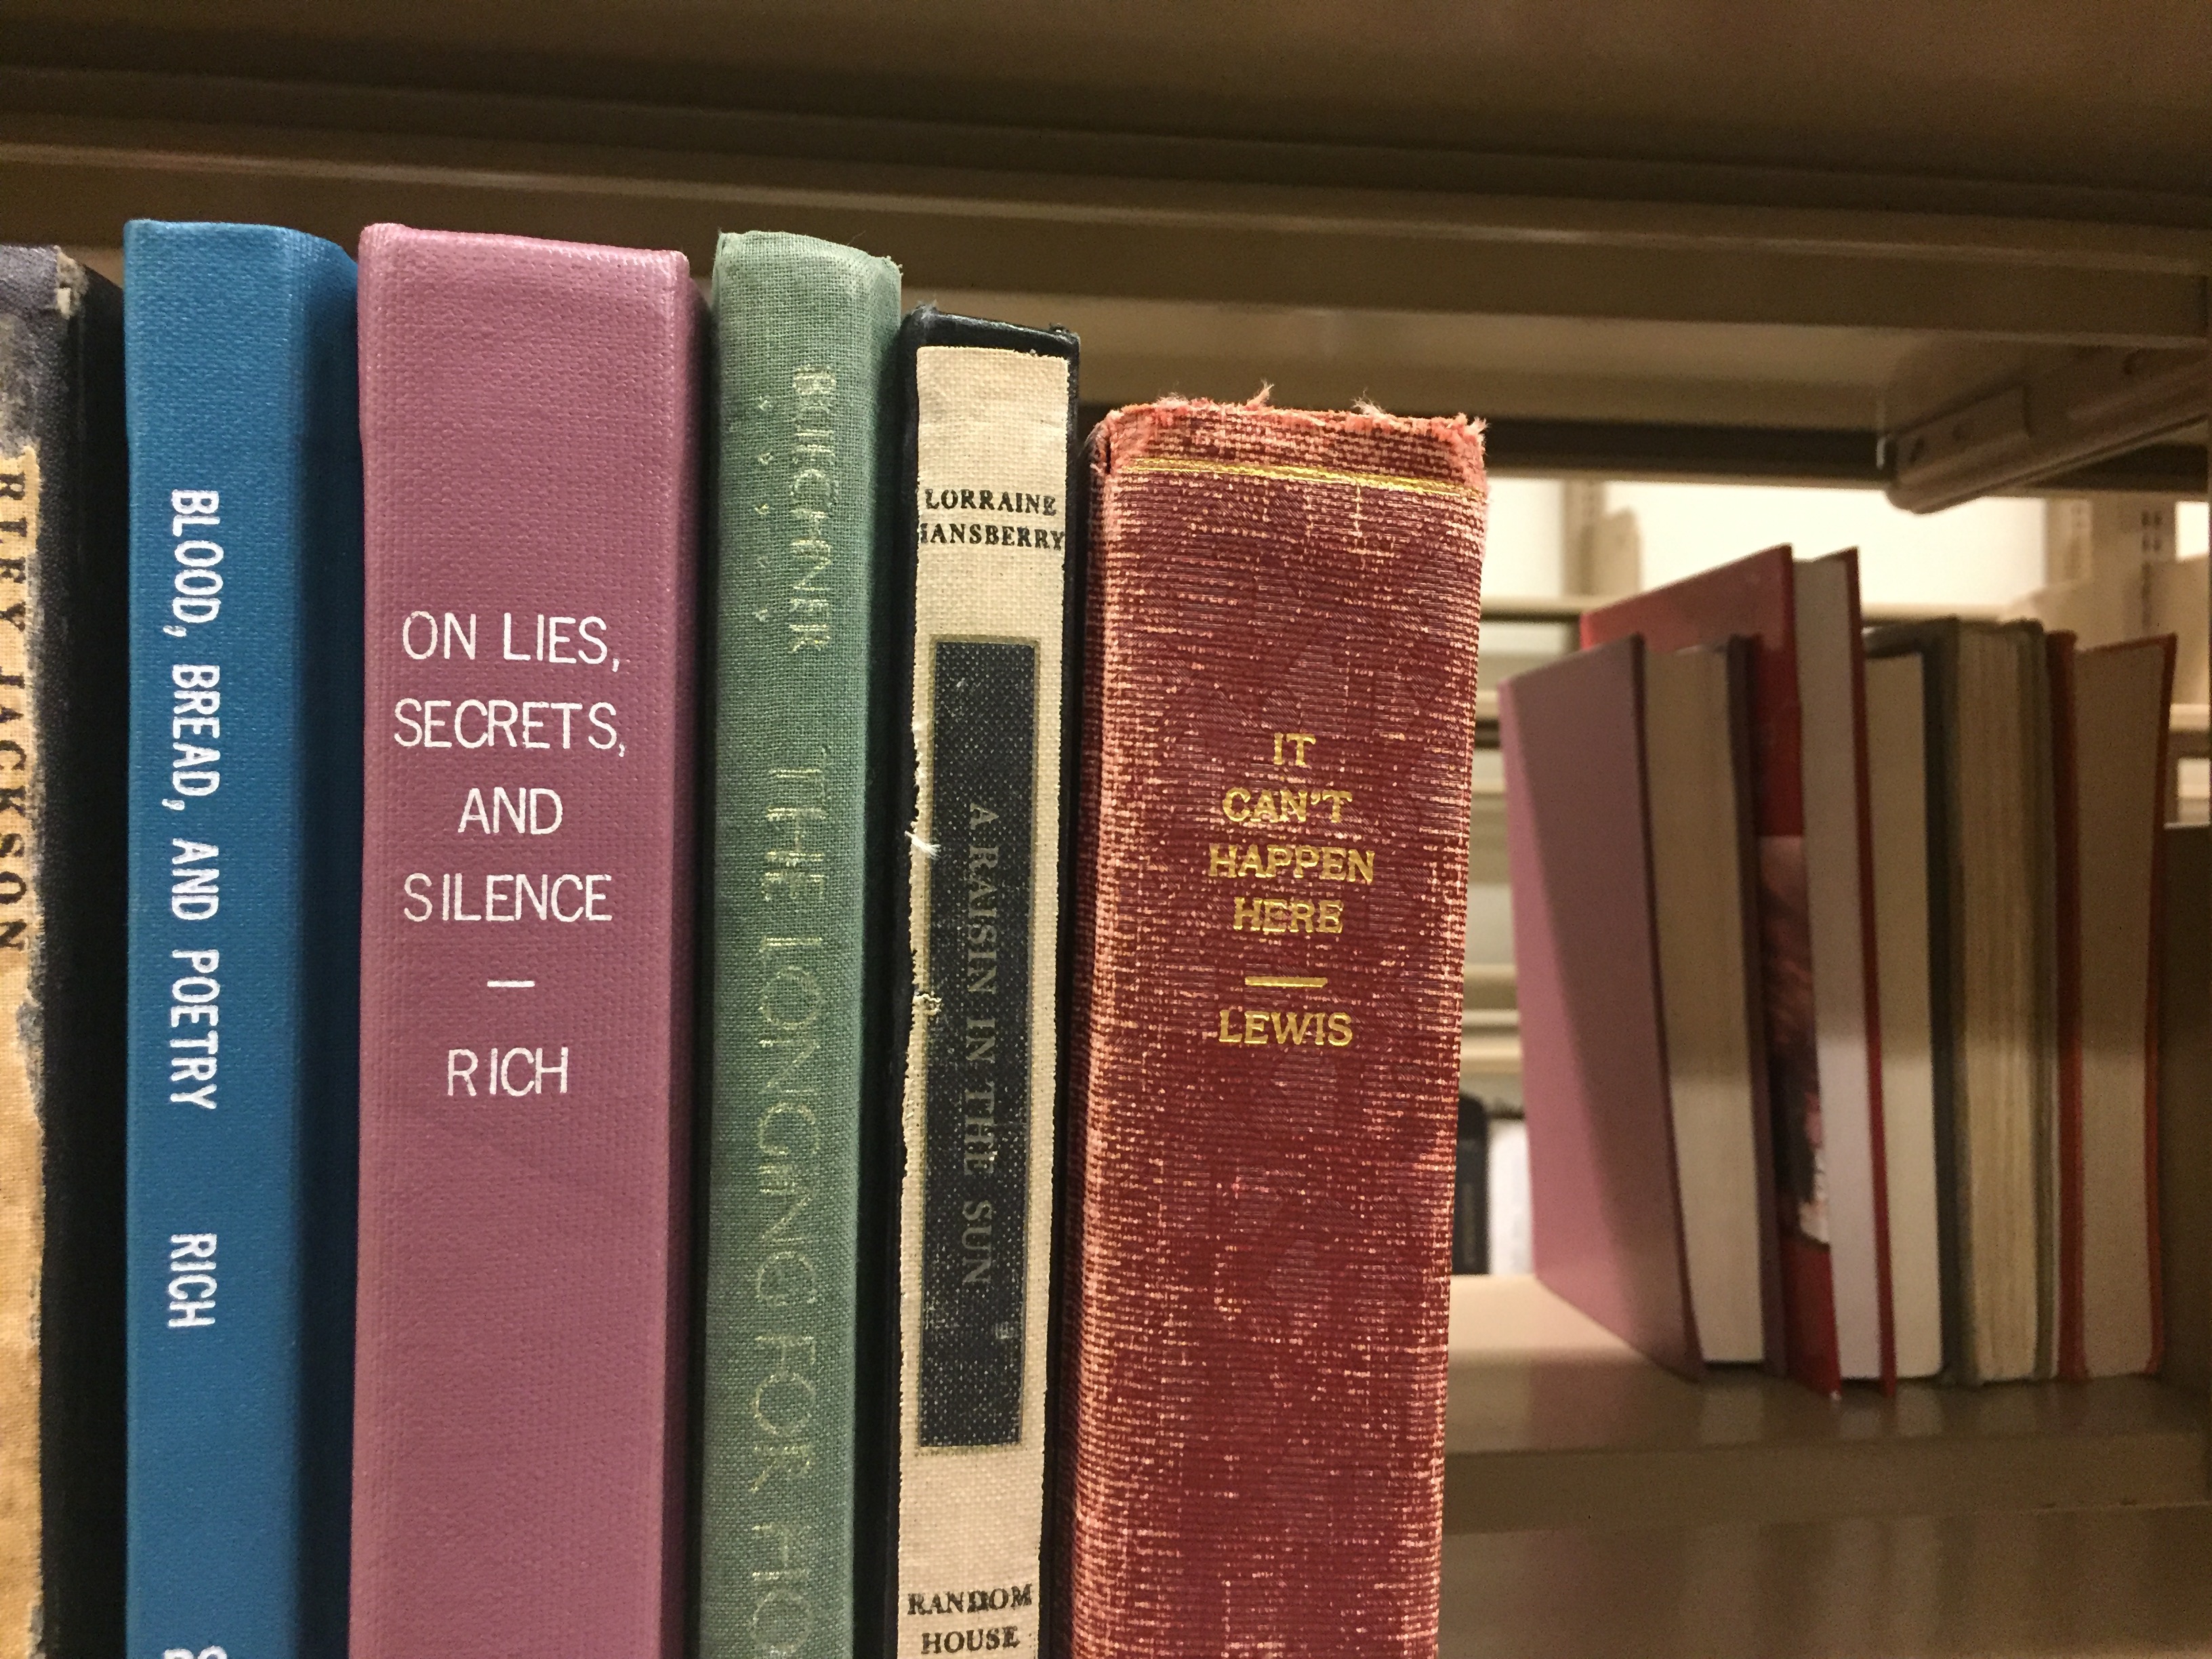 JACKSON
BLOOD, BREAD, AND POETRY RICH
ON LIES,
SECRETS,
AND
SILENCE
—
RICH
BUECHNER THE LONGING FOR HO
LORRAINE
HANSBERRY
A RAISIN IN THE SUN
RANDOM
HOUSE
IT
CAN'T
HAPPEN
HERE
—
LEWIS